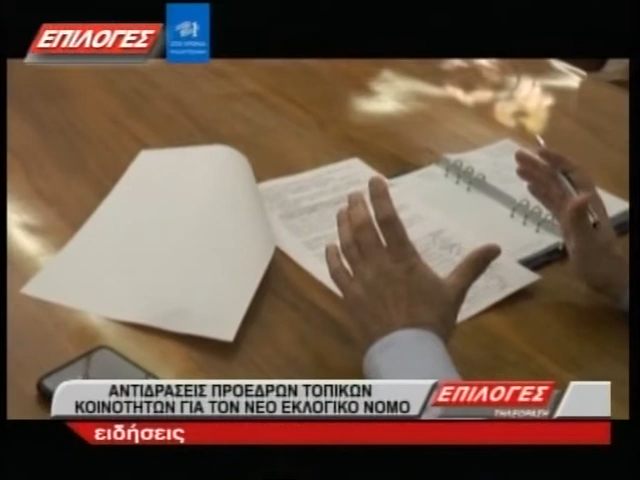 ΕΠΙΛΟΓΕΣ
ΑΝΤΙΔΡΑΣΕΙΣ ΠΡΟΕΔΡΩΝ ΤΟΠΙΚΩΝ
ΚΟΙΝΟΤΗΤΩΝ ΓΙΑ ΤΟΝ ΝΕΟ ΕΚΛΟΓΙΚΟ ΝΟΜΟ
ΕΠΙΛΟΓΕΣ
ΤΗΛΕΟΡΑΣΗ
ειδήσεις